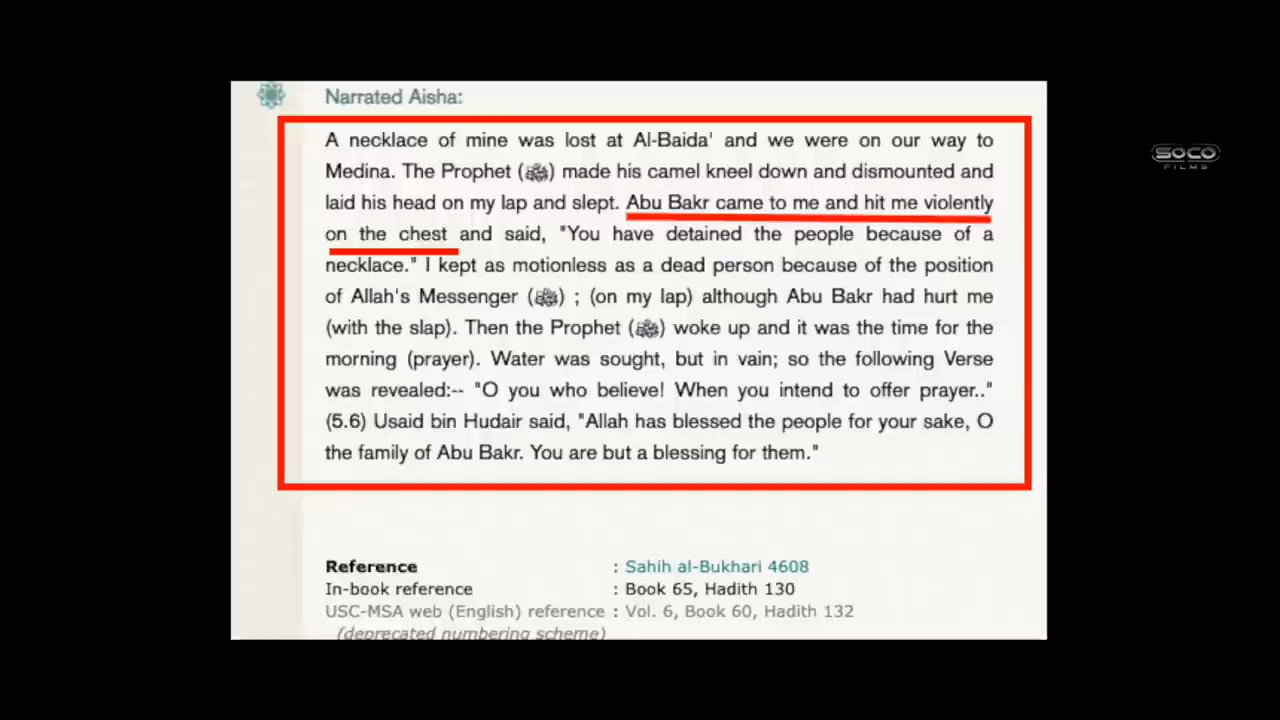 Narrated Aisha:
A necklace of mine was lost at Al-Baida' and we were on our way to
Medina. The Prophet (ﷺ) made his camel kneel down and dismounted and
laid his head on my lap and slept. Abu Bakr came to me and hit me violently
on the chest and said, "You have detained the people because of a
necklace." I kept as motionless as a dead person because of the position
of Allah's Messenger (ﷺ) ; (on my lap) although Abu Bakr had hurt me
(with the slap). Then the Prophet (ﷺ) woke up and it was the time for the
morning (prayer). Water was sought, but in vain; so the following Verse
was revealed:-- "O you who believe! When you intend to offer prayer.."
(5.6) Usaid bin Hudair said, "Allah has blessed the people for your sake, O
the family of Abu Bakr. You are but a blessing for them."
Reference : Sahih al-Bukhari 4608
In-book reference : Book 65, Hadith 130
USC-MSA web (English) reference : Vol. 6, Book 60, Hadith 132
(deprecated numbering scheme)
SOCO
FILMS